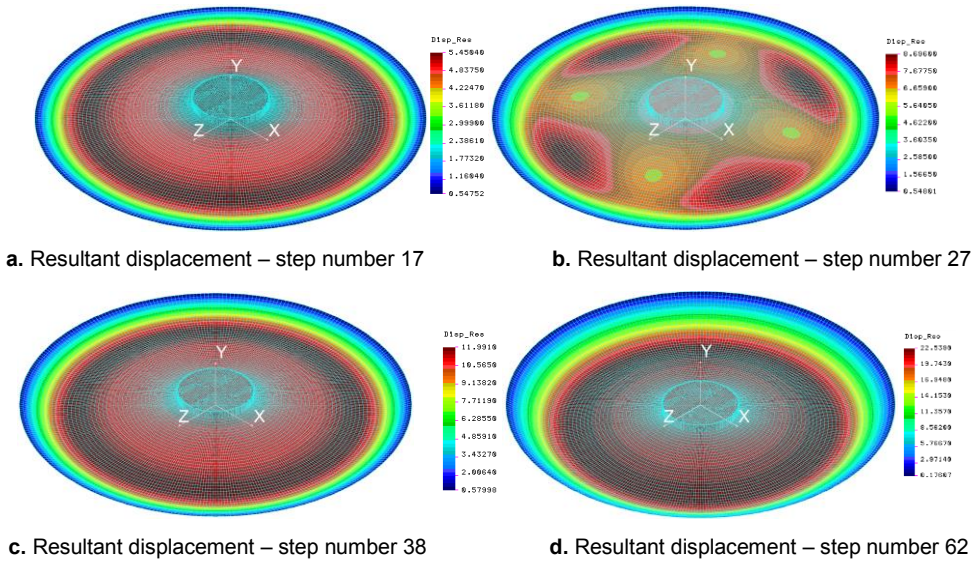 Disp_Res
5.45040
4.83750
4.22470
3.61180
2.99900
2.38610
1.77320
1.16040
0.54752
Y
Z
X
a. Resultant displacement – step number 17
Disp_Res
8.69600
7.67750
6.65900
5.64050
4.62200
3.60350
2.58500
1.56650
0.54801
Y
Z
X
b. Resultant displacement – step number 27
Disp_Res
11.9910
10.5650
9.13820
7.71190
6.28550
4.85910
3.43270
2.00640
0.57998
Y
Z
X
c. Resultant displacement – step number 38
Disp_Res
22.5380
19.7430
16.9480
14.1530
11.3570
8.56200
5.76670
2.97140
0.17607
Y
Z
X
d. Resultant displacement – step number 62